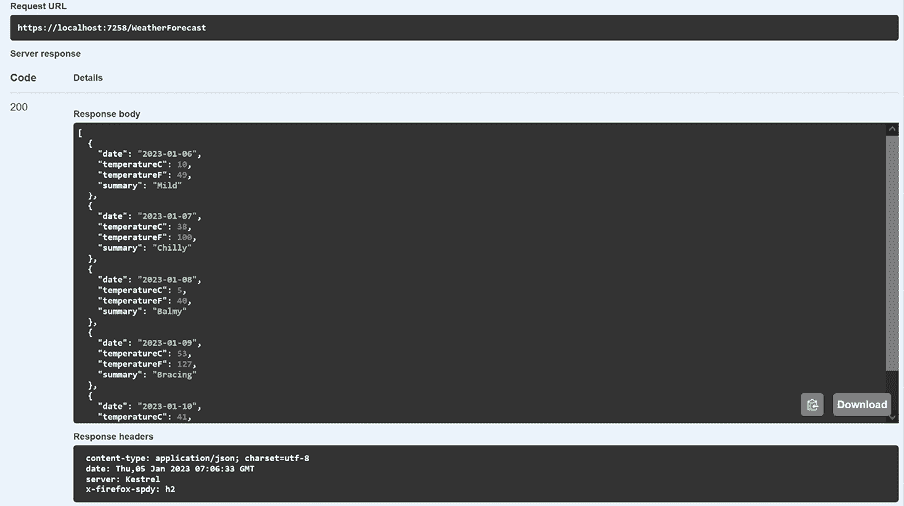 Request URL
https://localhost:7258/WeatherForecast
Server response
Code Details
200
Response body
[
{
"date": "2023-01-06",
"temperatureC": 10,
"temperatureF": 49,
"summary": "Mild"
},
{
"date": "2023-01-07",
"temperatureC": 38,
"temperatureF": 100,
"summary": "Chilly"
},
{
"date": "2023-01-08",
"temperatureC": 5,
"temperatureF": 40,
"summary": "Balmy"
},
{
"date": "2023-01-09",
"temperatureC": 53,
"temperatureF": 127,
"summary": "Bracing"
},
{
"date": "2023-01-10",
"temperatureC": 41,
Download
Response headers
content-type: application/json; charset=utf-8
date: Thu,05 Jan 2023 07:06:33 GMT
server: Kestrel
x-firefox-spdy: h2